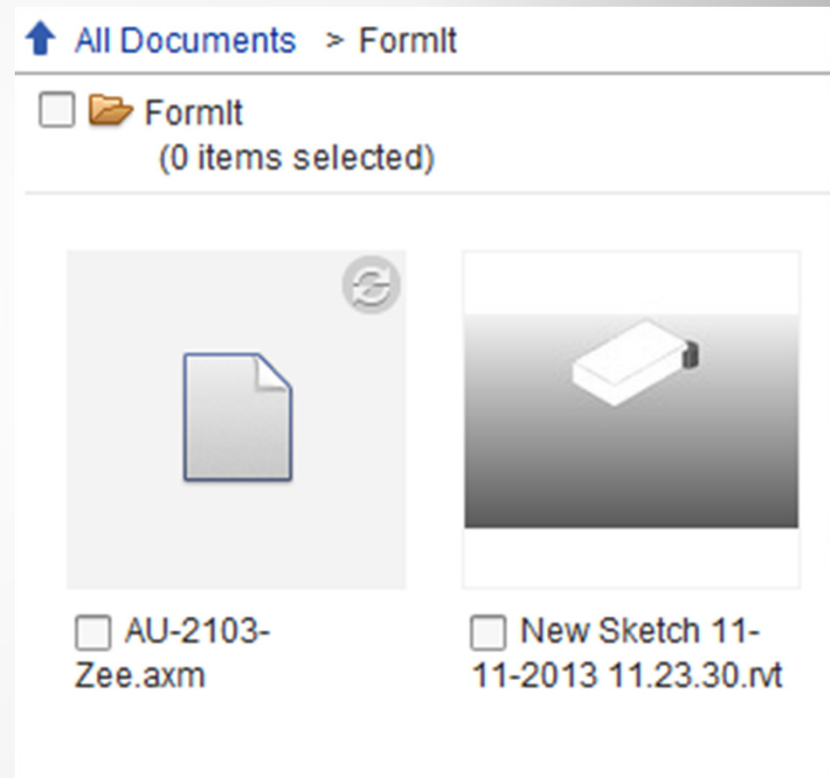 All Documents > FormIt
FormIt
(0 items selected)
AU-2103-
Zee.axm
New Sketch 11-
11-2013 11.23.30.rvt